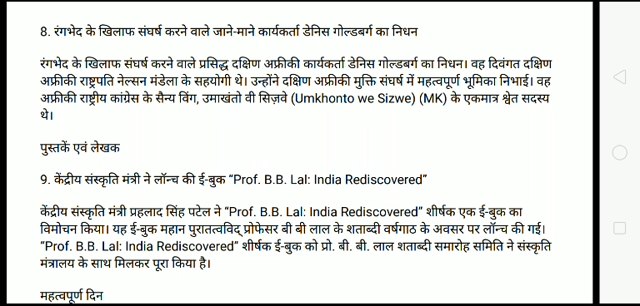 8. रंगभेद के खिलाफ संघर्ष करने वाले जाने-माने कार्यकर्ता डेनिस गोल्डबर्ग का निधन
रंगभेद के खिलाफ संघर्ष करने वाले प्रसिद्ध दक्षिण अफ्रीकी कार्यकर्ता डेनिस गोल्डबर्ग का निधन। वह दिवंगत दक्षिण
अफ्रीकी राष्ट्रपति नेल्सन मंडेला के सहयोगी थे। उन्होंने दक्षिण अफ्रीकी मुक्ति संघर्ष में महत्वपूर्ण भूमिका निभाई। वह
अफ्रीकी राष्ट्रीय कांग्रेस के सैन्य विंग, उमाखंतो वी सिज़वे (Umkhonto we Sizwe) (MK) के एकमात्र श्वेत सदस्य
थे।
पुस्तकें एवं लेखक
9. केंद्रीय संस्कृति मंत्री ने लॉन्च की ई-बुक “Prof. B.B. Lal: India Rediscovered”
केंद्रीय संस्कृति मंत्री प्रहलाद सिंह पटेल ने “Prof. B.B. Lal: India Rediscovered” शीर्षक एक ई-बुक का
विमोचन किया। यह ई-बुक महान पुरातत्वविद् प्रोफेसर बी बी लाल के शताब्दी वर्षगाठ के अवसर पर लॉन्च की गई।
“Prof. B.B. Lal: India Rediscovered” शीर्षक ई-बुक को प्रो. बी. बी. लाल शताब्दी समारोह समिति ने संस्कृति
मंत्रालय के साथ मिलकर पूरा किया है।
महत्वपूर्ण दिन